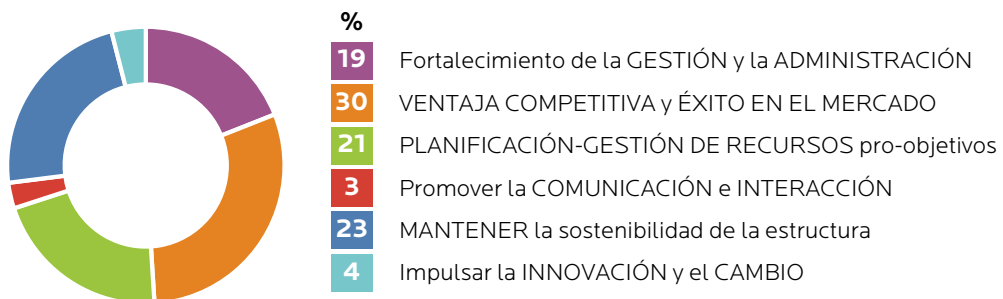 %
19 Fortalecimiento de la GESTIÓN y la ADMINISTRACIÓN
30 VENTAJA COMPETITIVA y ÉXITO EN EL MERCADO
21 PLANIFICACIÓN-GESTIÓN DE RECURSOS pro-objetivos
3 Promover la COMUNICACIÓN e INTERACCIÓN
23 MANTENER la sostenibilidad de la estructura
4 Impulsar la INNOVACIÓN y el CAMBIO